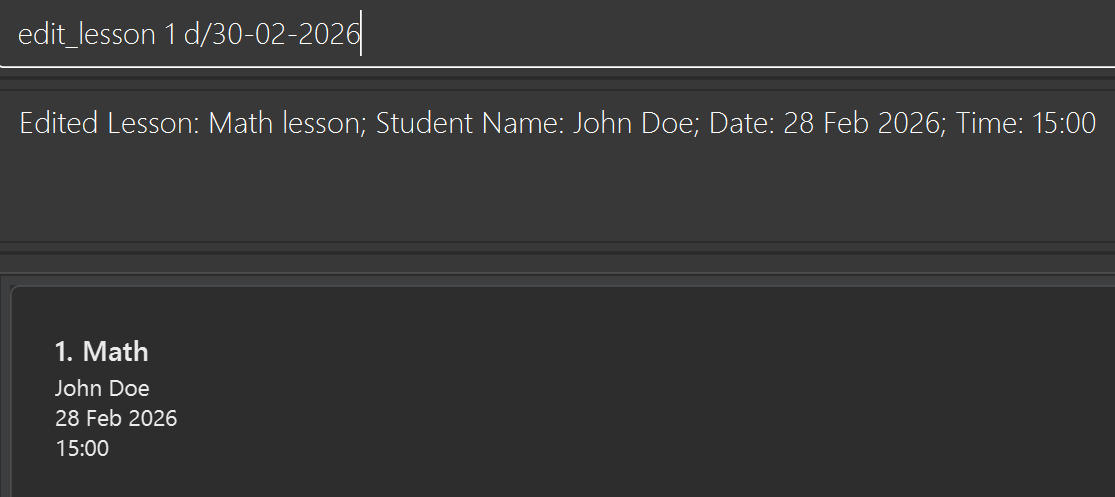 edit_lesson 1 d/30-02-2026
Edited Lesson: Math lesson; Student Name: John Doe; Date: 28 Feb 2026; Time: 15:00
1. Math
John Doe
28 Feb 2026
15:00